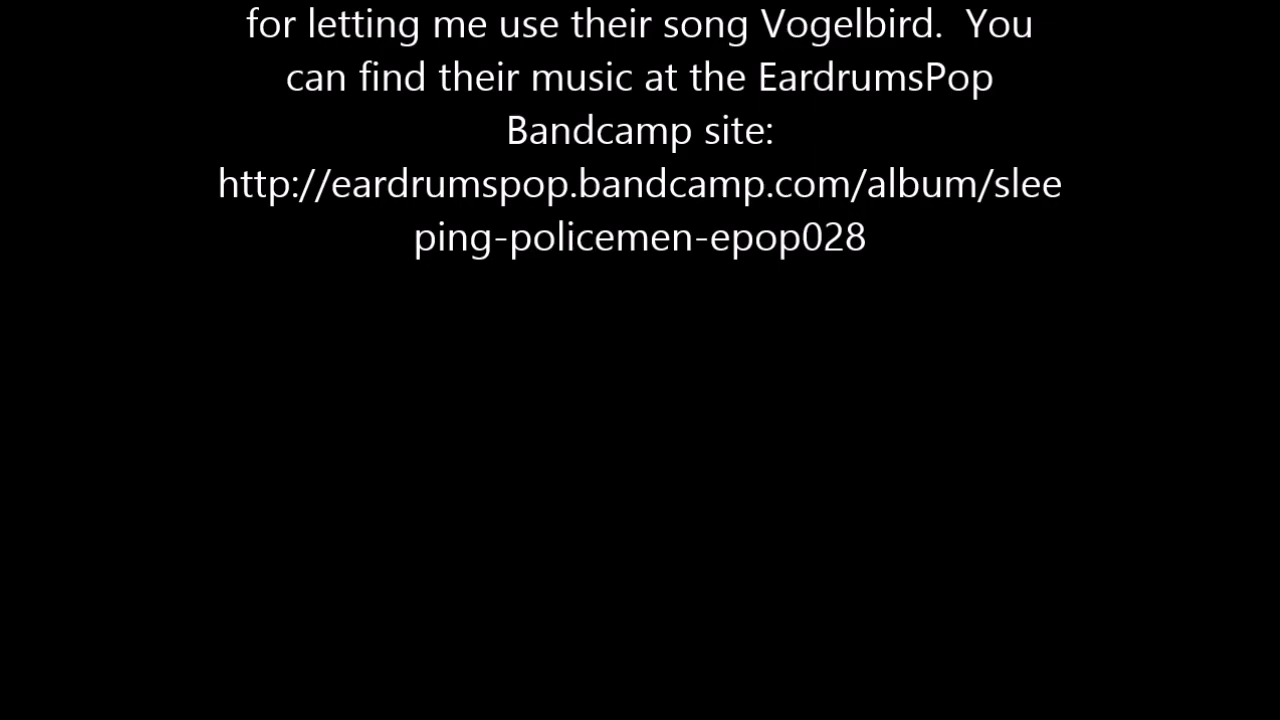 for letting me use their song Vogelbird.  You
can find their music at the EardrumsPop
Bandcamp site:
http://eardrumspop.bandcamp.com/album/slee
ping-policemen-epop028